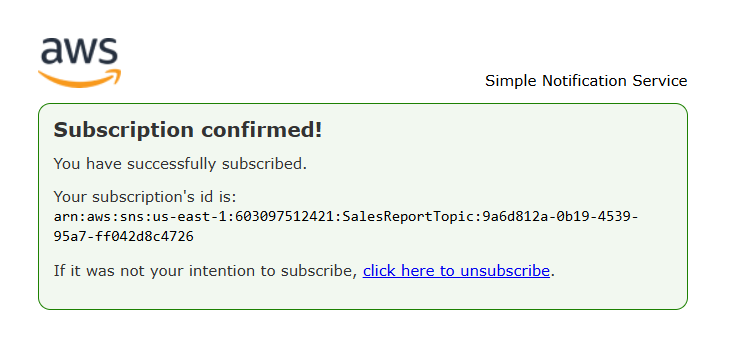 aws
Simple Notification Service
Subscription confirmed!
You have successfully subscribed.
Your subscription's id is:
arn:aws:sns:us-east-1:603097512421:SalesReportTopic:9a6d812a-0b19-4539-
95a7-ff042d8c4726
If it was not your intention to subscribe, click here to unsubscribe.